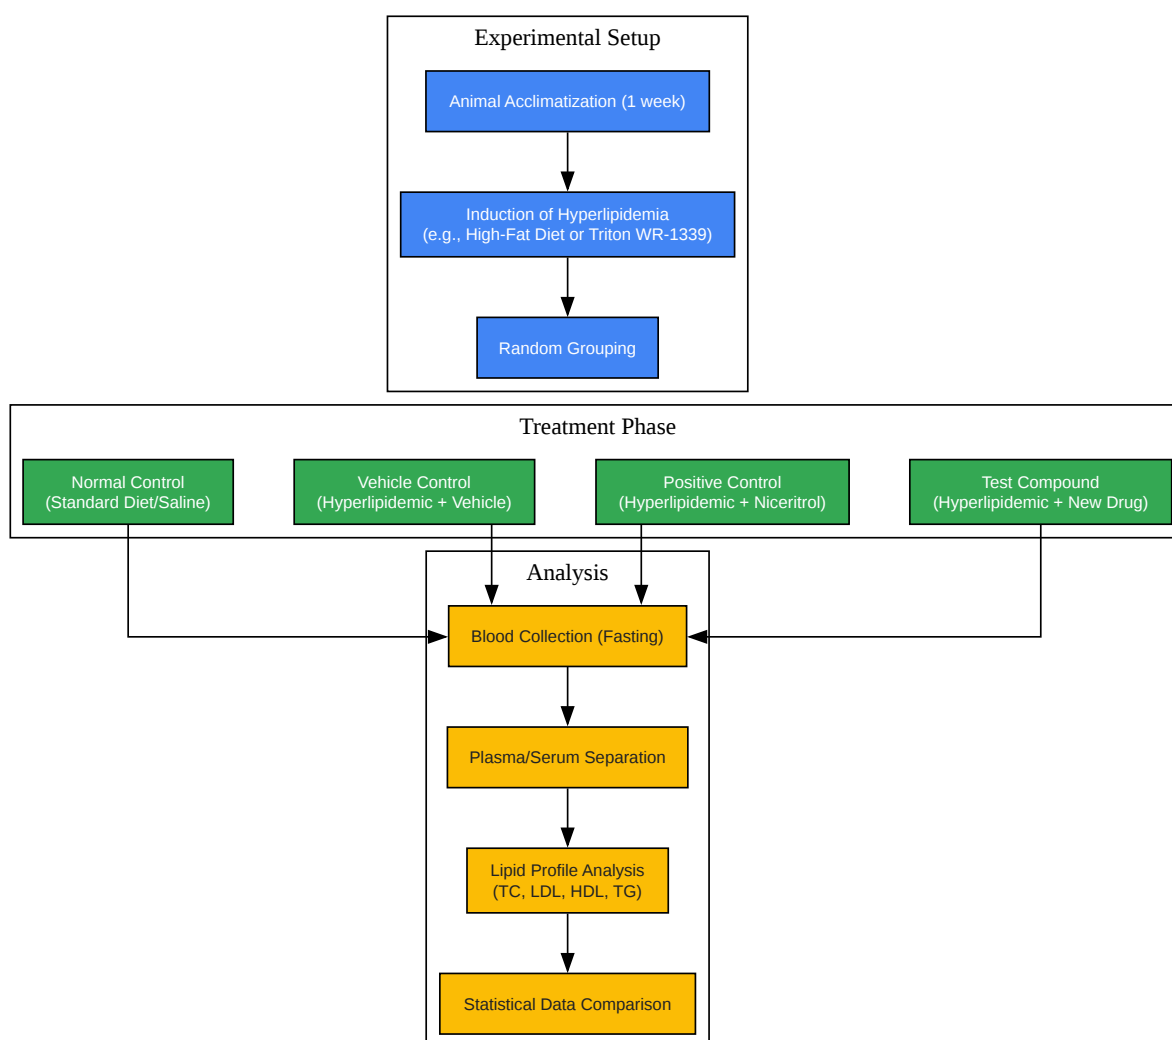 Experimental Setup
Animal Acclimatization (1 week)
Induction of Hyperlipidemia
(e.g., High-Fat Diet or Triton WR-1339)
Random Grouping
Treatment Phase
Normal Control
(Standard Diet/Saline)
Vehicle Control
(Hyperlipidemic + Vehicle)
Positive Control
(Hyperlipidemic + Niceritrol)
Test Compound
(Hyperlipidemic + New Drug)
Analysis
Blood Collection (Fasting)
Plasma/Serum Separation
Lipid Profile Analysis
(TC, LDL, HDL, TG)
Statistical Data Comparison